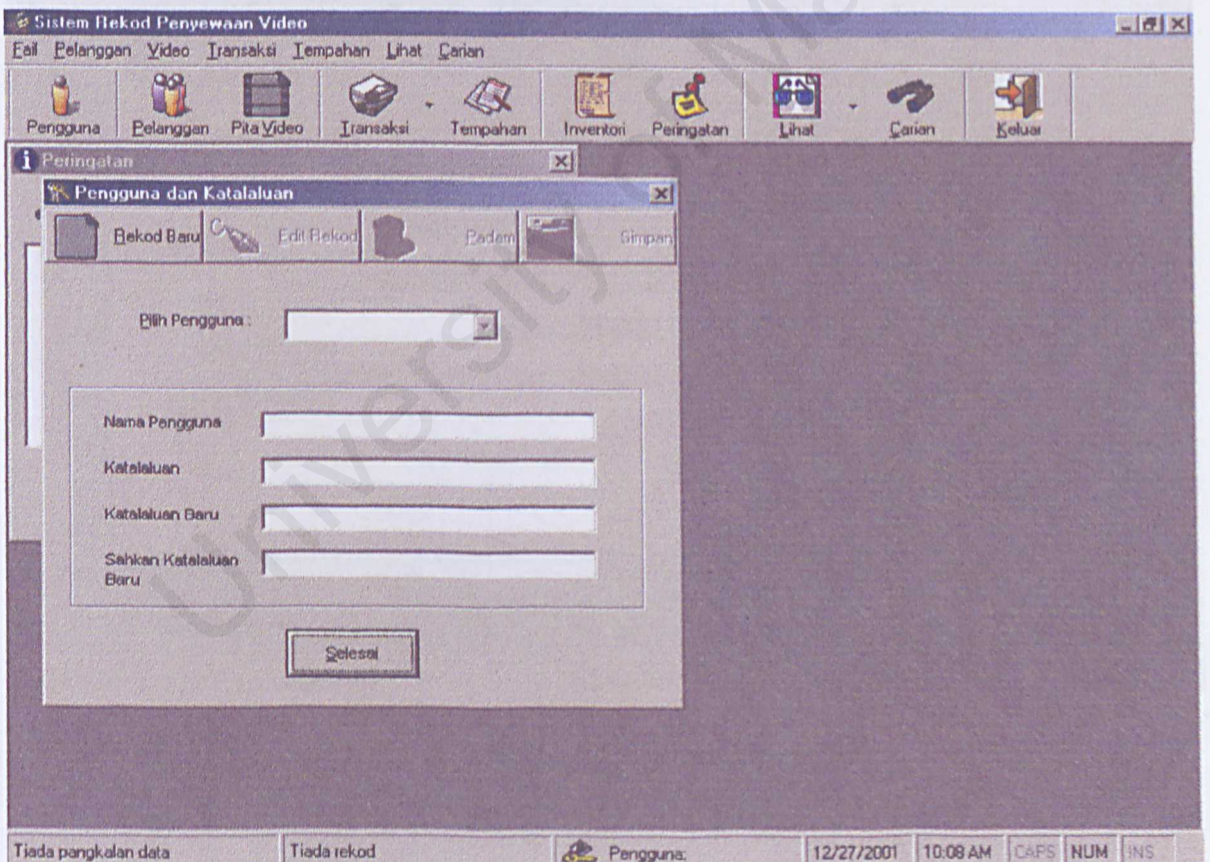 Sistem Rekod Penyewaan Video
Fail Pelanggan Video Transaksi Tempahan Lihat Carian
Pengguna Pelanggan Pita Video Transaksi Tempahan Inventori Peringatan Lihat Carian Keluar
Peringatan
Pengguna dan Katalaluan
Rekod Baru Edit Rekod Padam Simpan
Pilih Pengguna :
Nama Pengguna
Katalaluan
Katalaluan Baru
Sahkan Katalaluan
Baru
Selesai
Tiada pangkalan data Tiada rekod Pengguna: 12/27/2001 10:08 AM CAPS NUM INS
University of Ma